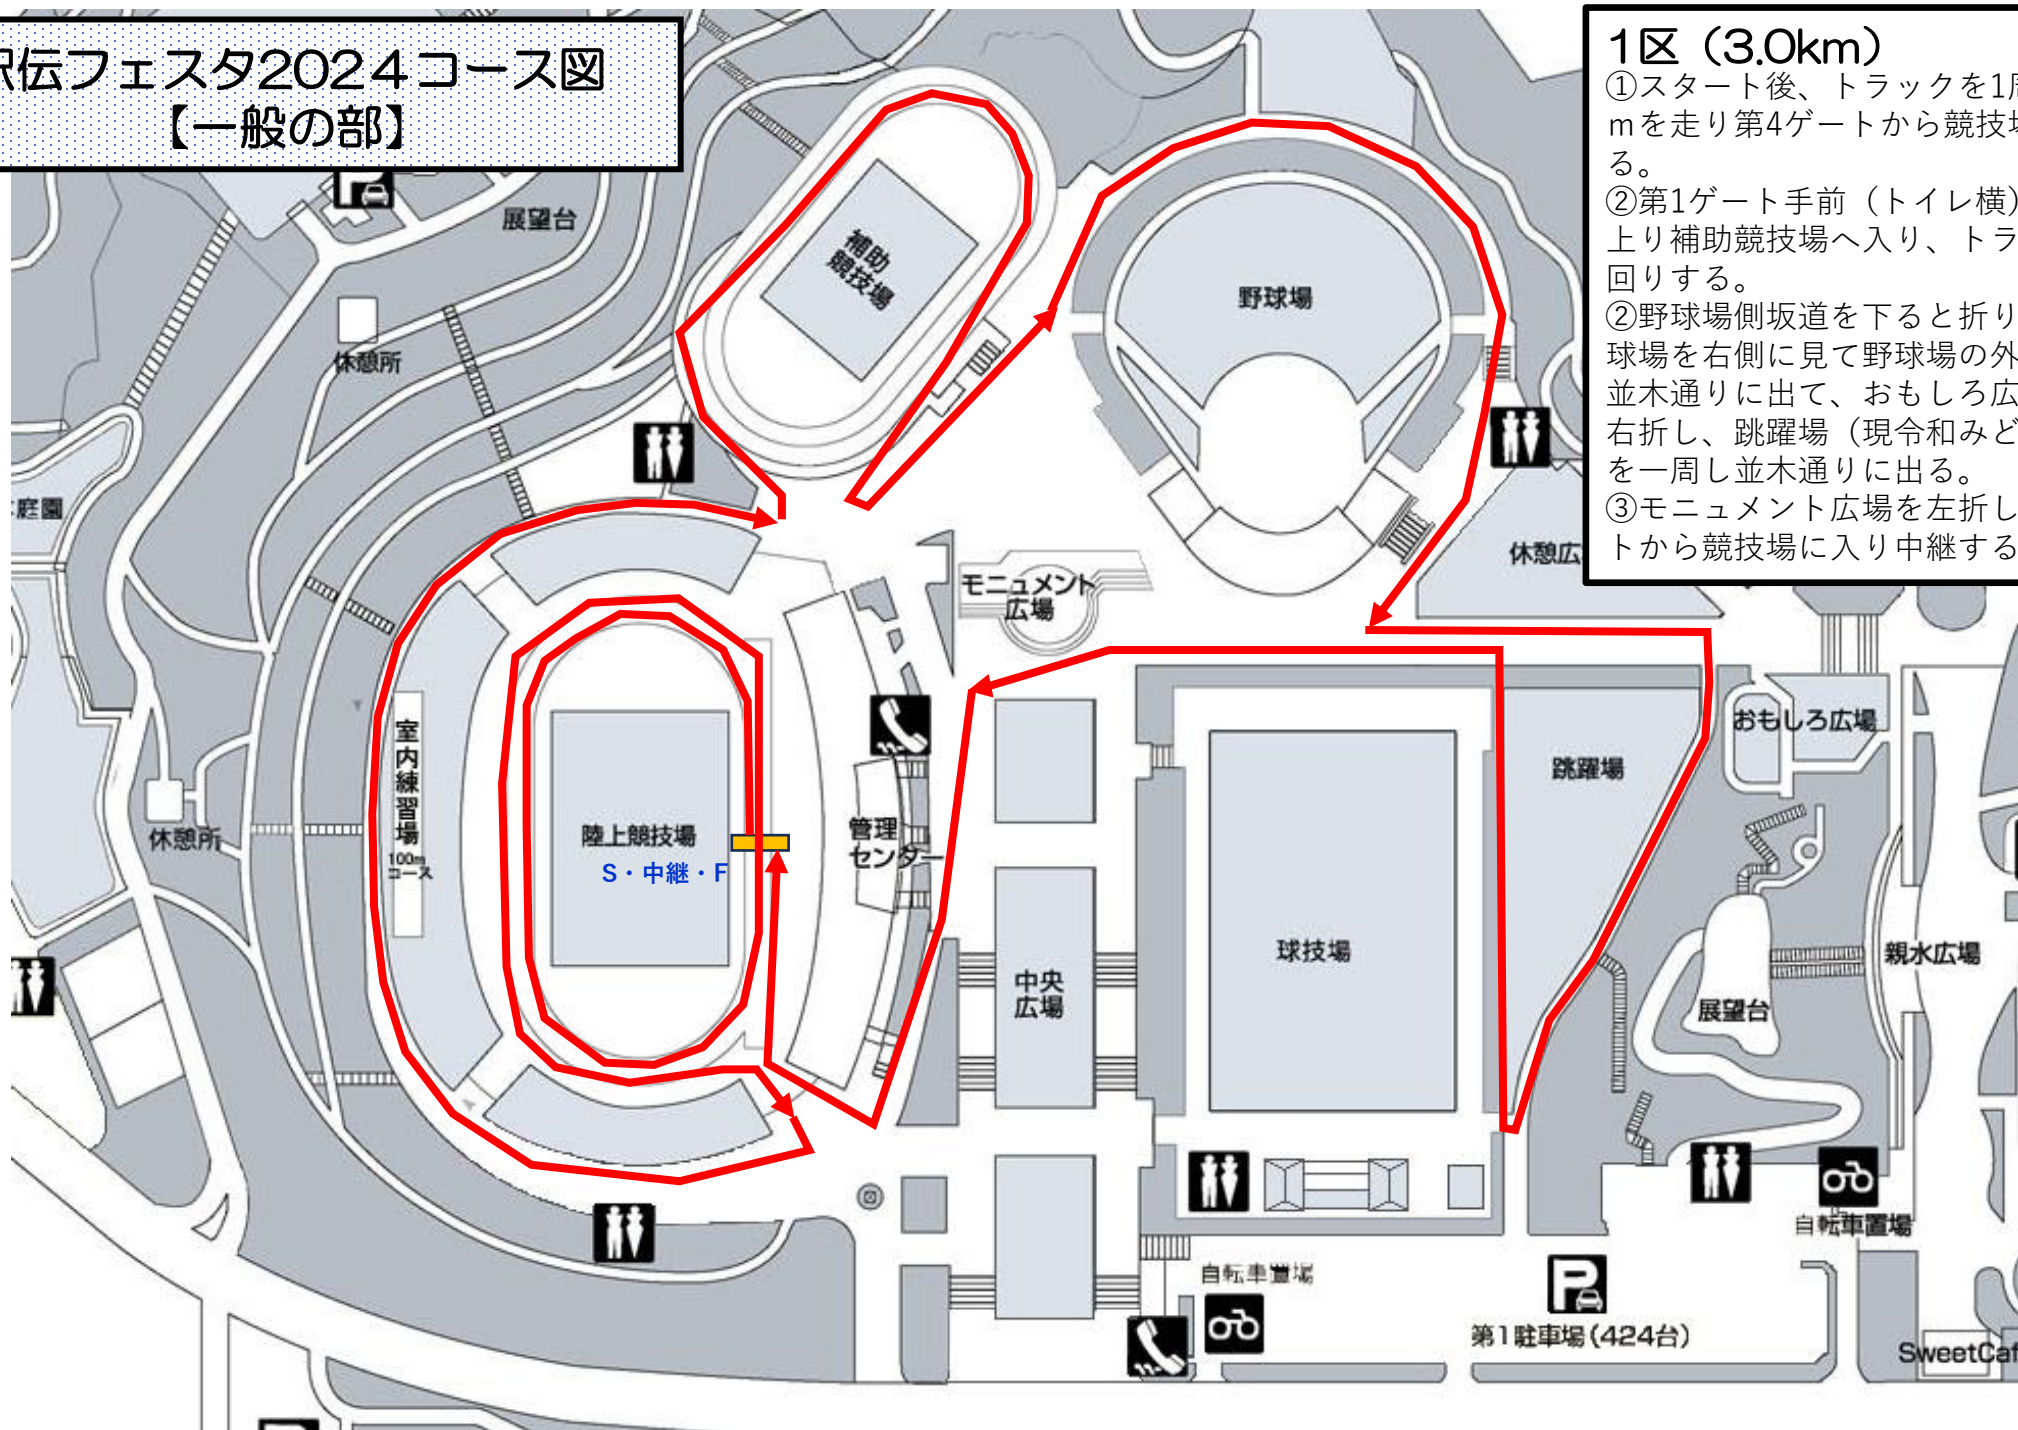 駅伝フェスタ2024コース図
【一般の部】
1区（3.0km）
①スタート後、トラックを1周
mを走り第4ゲートから競技場
る。
②第1ゲート手前（トイレ横）
上り補助競技場へ入り、トラ
回りする。
②野球場側坂道を下ると折り
球場を右側に見て野球場の外
並木通りに出て、おもしろ広
右折し、跳躍場（現令和みど
を一周し並木通りに出る。
③モニュメント広場を左折し
トから競技場に入り中継する
展望台
補助
競技場
野球場
休憩所
庭園
休憩広
モニュメント
広場
おもしろ広場
室内練習場
100m
コース
跳躍場
休憩所
陸上競技場
S・中継・F
管理
センター
球技場
中央
広場
親水広場
展望台
自転車置場
自転車置場
第1駐車場(424台)
SweetCaf